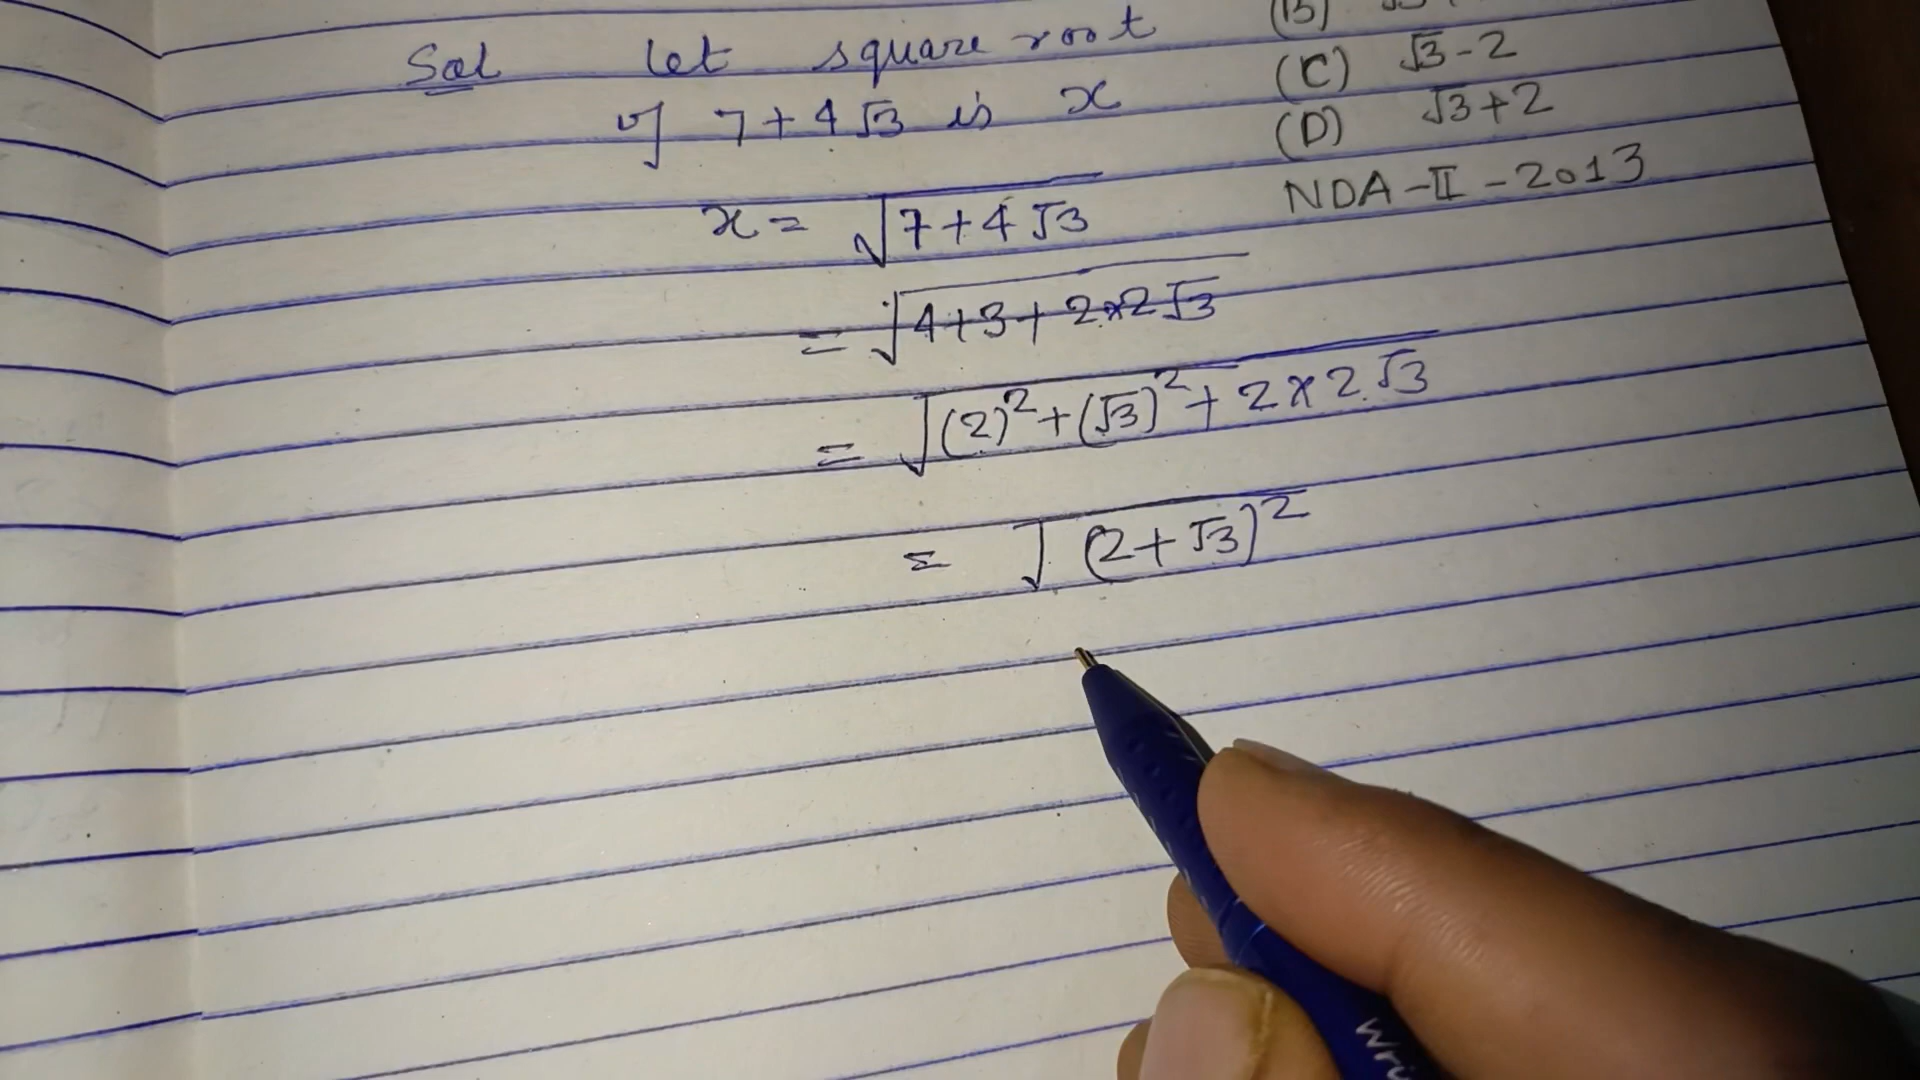 Sol let square root
of 7+4√3 is x
(B)
(C) √3-2
(D) √3+2
NDA-II-2013
x = √7+4√3
= √4+3+2×2√3
= √(2)²+(√3)²+2×2√3
= √(2+√3)²
Wri